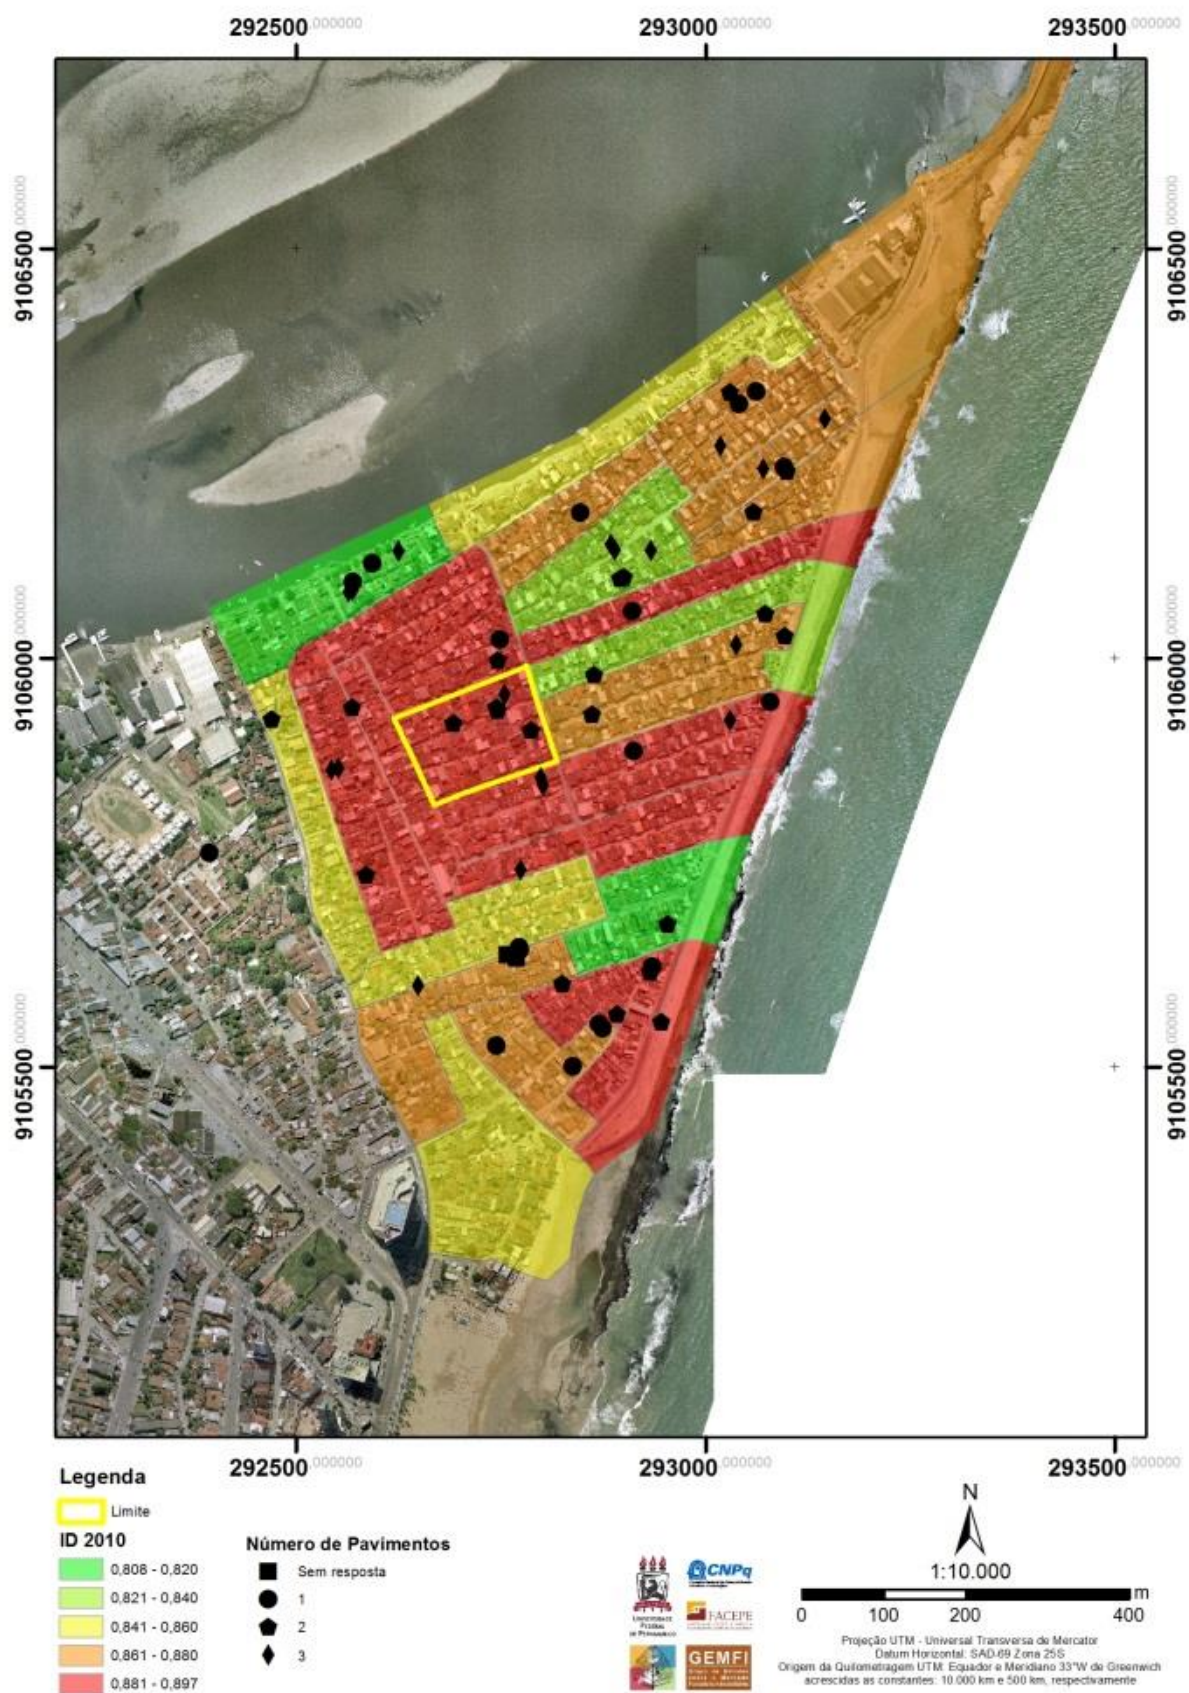 292500,000000 293000,000000 293500,000000
9106500,000000 9106500,000000
9106000,000000 9106000,000000
9105500,000000 9105500,000000
292500,000000 293000,000000 293500,000000
Legenda
Limite
ID 2010
0,808 - 0,820
0,821 - 0,840
0,841 - 0,860
0,861 - 0,880
0,881 - 0,897
Número de Pavimentos
Sem resposta
1
2
3
UNIVERSIDADE
FEDERAL
DE PERNAMBUCO
CNPq
FACEPE
GEMFI
N
1:10.000
m
0 100 200 400
Projeção UTM - Universal Transversa de Mercator
Datum Horizontal: SAD-69 Zona 25S
Origem da Quilometragem UTM: Equador e Meridiano 33°W de Greenwich
acrescidas as constantes: 10.000 km e 500 km, respectivamente